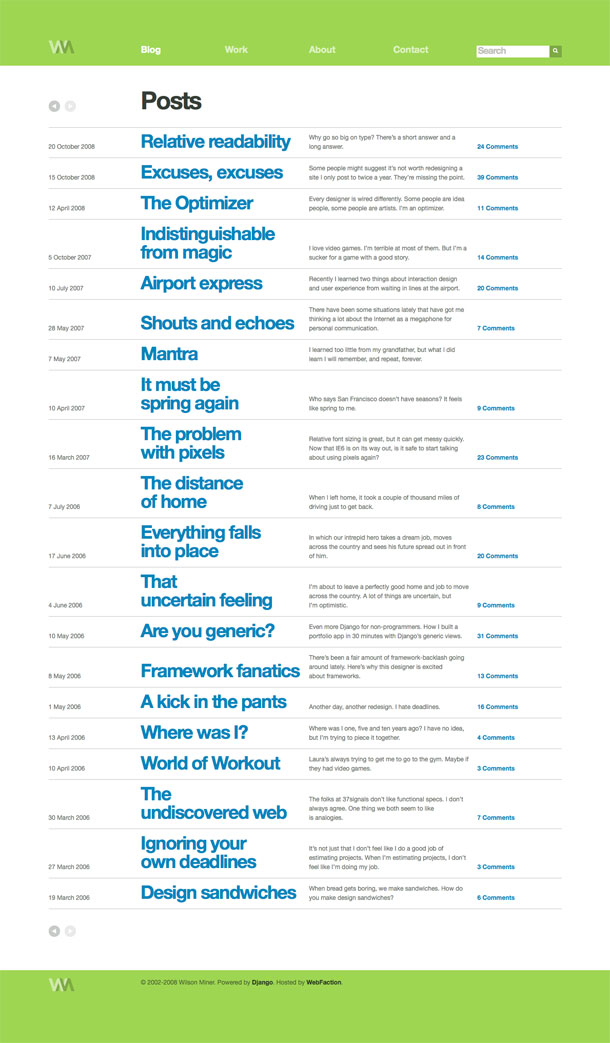 WM
Blog
Work
About
Contact
Search
Posts
20 October 2008
Relative readability
Why go so big on type? There's a short answer and a
long answer.
24 Comments
15 October 2008
Excuses, excuses
Some people might suggest it's not worth redesigning a
site I only post to twice a year. They're missing the point.
39 Comments
12 April 2008
The Optimizer
Every designer is wired differently. Some people are idea
people, some people are artists. I'm an optimizer.
11 Comments
5 October 2007
Indistinguishable
from magic
I love video games. I'm terrible at most of them. But I'm a
sucker for a game with a good story.
14 Comments
10 July 2007
Airport express
Recently I learned two things about interaction design
and user experience from waiting in lines at the airport.
20 Comments
28 May 2007
Shouts and echoes
There have been some situations lately that have got me
thinking a lot about the internet as a megaphone for
personal communication.
7 Comments
7 May 2007
Mantra
I learned too little from my grandfather, but what I did
learn I will remember, and repeat, forever.
10 April 2007
It must be
spring again
Who says San Francisco doesn't have seasons? It feels
like spring to me.
9 Comments
16 March 2007
The problem
with pixels
Relative font sizing is great, but it can get messy quickly.
Now that IE6 is on its way out, is it safe to start talking
about using pixels again?
23 Comments
7 July 2006
The distance
of home
When I left home, it took a couple of thousand miles of
driving just to get back.
6 Comments
17 June 2006
Everything falls
into place
In which our intrepid hero takes a dream job, moves
across the country and sees his future spread out in front
of him.
20 Comments
4 June 2006
That
uncertain feeling
I'm about to leave a perfectly good home and job to move
across the country. A lot of things are uncertain, but
I'm optimistic.
9 Comments
10 May 2006
Are you generic?
Even more Django for non-programmers. How I built a
portfolio app in 30 minutes with Django's generic views.
31 Comments
8 May 2006
Framework fanatics
There's been a fair amount of framework-backlash going
around lately. Here's why this designer is excited
about frameworks.
13 Comments
1 May 2006
A kick in the pants
Another day, another redesign. I hate deadlines.
16 Comments
13 April 2006
Where was I?
Where was I one, five and ten years ago? I have no idea,
but I'm trying to piece it together.
4 Comments
10 April 2006
World of Workout
Laura's always trying to get me to go to the gym. Maybe if
they had video games.
3 Comments
30 March 2006
The
undiscovered web
The folks at 37signals don't like functional specs. I don't
always agree. One thing we both seem to like
is analogies.
7 Comments
27 March 2006
Ignoring your
own deadlines
It's not just that I don't feel like I do a good job of
estimating projects. When I'm estimating projects, I don't
feel like I'm doing my job.
3 Comments
19 March 2006
Design sandwiches
When bread gets boring, we make sandwiches. How do
you make design sandwiches?
6 Comments
WM
© 2002-2008 Wilson Miner. Powered by Django. Hosted by WebFaction.